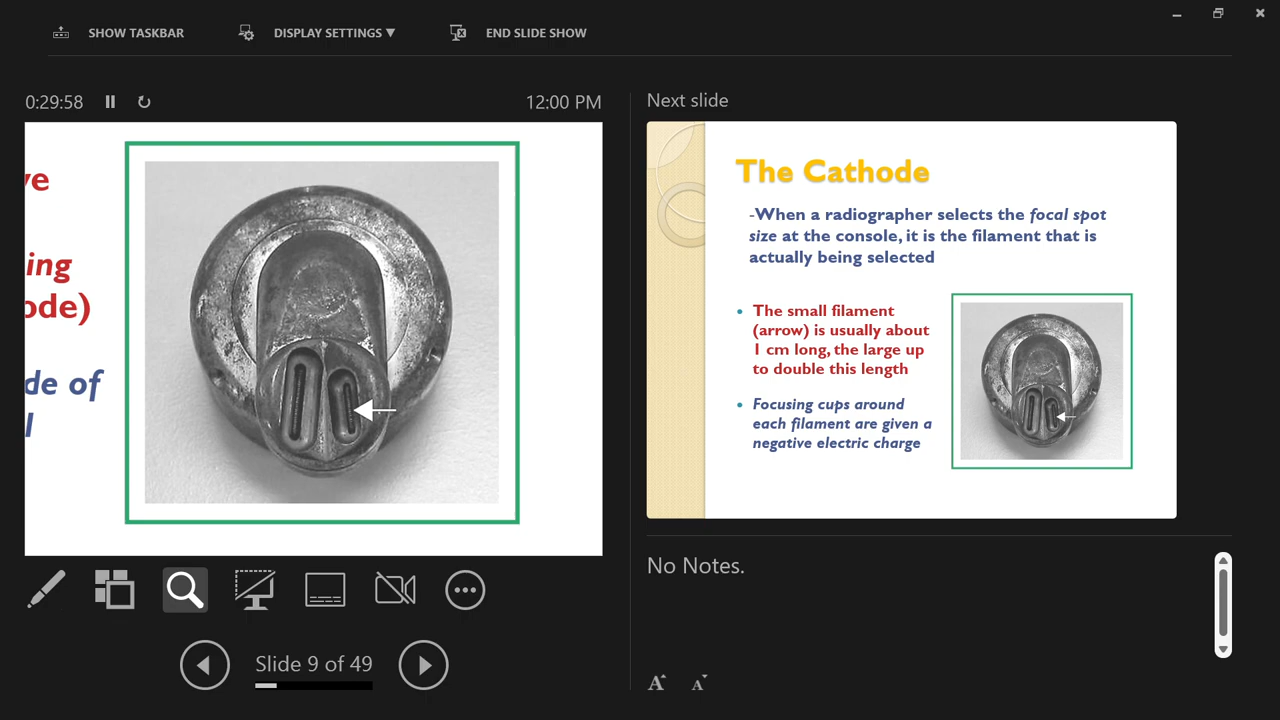 SHOW TASKBAR
DISPLAY SETTINGS ▼
END SLIDE SHOW
0:29:58
12:00 PM
Next slide
ing
ode)
de of
The Cathode
-When a radiographer selects the focal spot
size at the console, it is the filament that is
actually being selected
• The small filament
(arrow) is usually about
1 cm long, the large up
to double this length
• Focusing cups around
each filament are given a
negative electric charge
No Notes.
Slide 9 of 49
A A